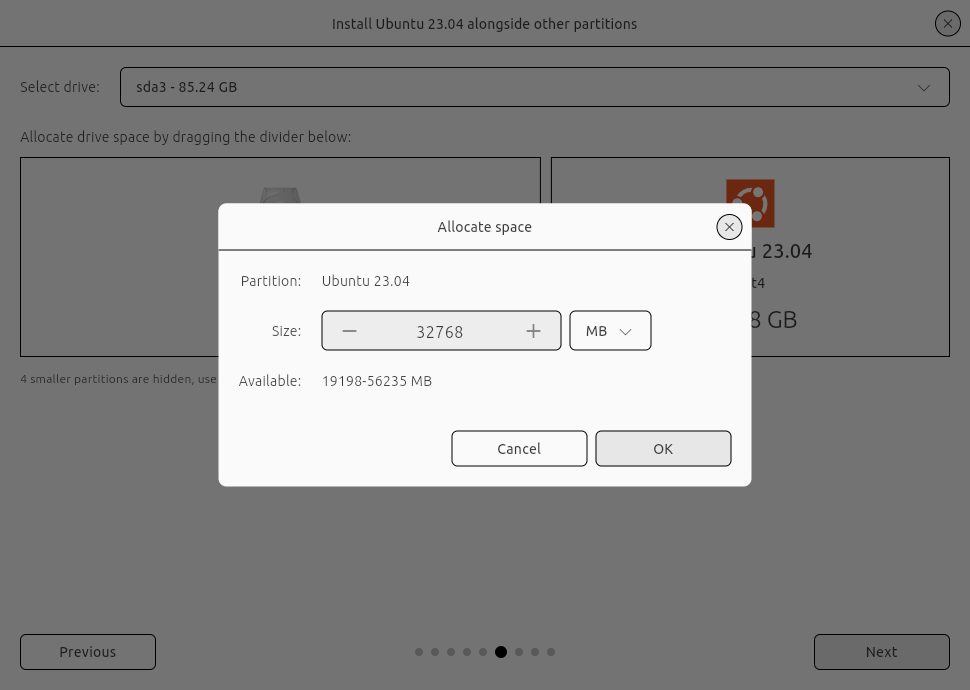 Install Ubuntu 23.04 alongside other partitions
Select drive: sda3 - 85.24 GB
Allocate drive space by dragging the divider below:
23.04
GB
4 smaller partitions are hidden, use
Allocate space
Partition: Ubuntu 23.04
Size: 32768 MB
Available: 19198-56235 MB
Cancel OK
Previous Next